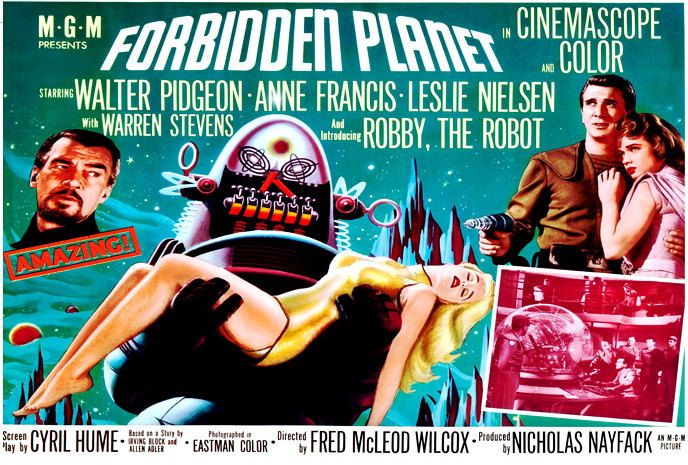 M·G·M
PRESENTS
FORBIDDEN PLANET
IN CINEMASCOPE
AND COLOR
STARRING WALTER PIDGEON · ANNE FRANCIS · LESLIE NIELSEN
With WARREN STEVENS
And Introducing ROBBY, THE ROBOT
AMAZING!
Screen Play by CYRIL HUME · Based on a Story by IRVING BLOCK and ALLEN ADLER · Photographed in EASTMAN COLOR · Directed by FRED McLEOD WILCOX · Produced by NICHOLAS NAYFACK AN M-G-M PICTURE